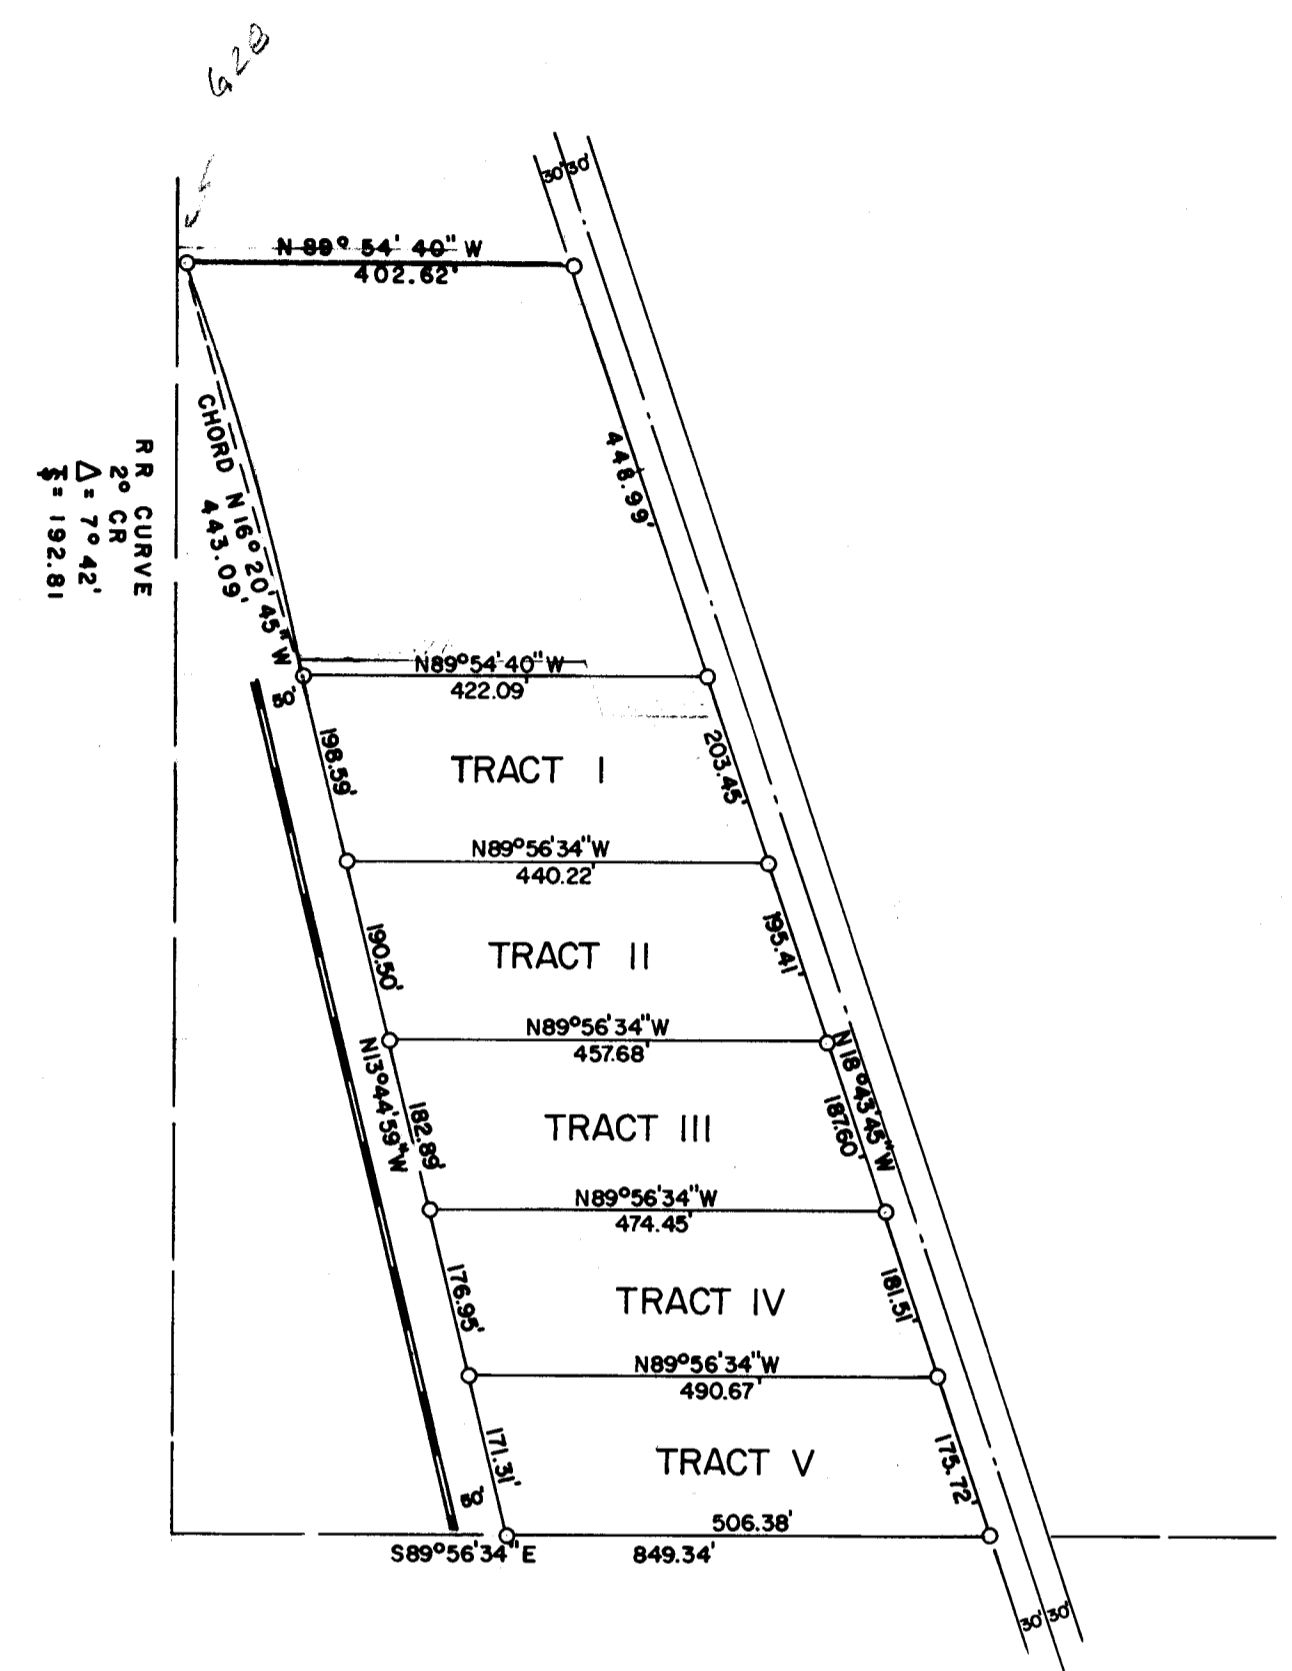 628
30' 30'
N 89° 54' 40" W
402.62'
448.99'
CHORD N 16° 20' 45" W
443.09'
RR CURVE
2° CR
Δ = 7° 42'
= 192.81
N89°54'40"W
422.09'
50'
198.59'
TRACT I
203.45'
N89°56'34"W
440.22'
190.50'
TRACT II
195.41'
N89°56'34"W
457.68'
N13°44'59"W
182.89'
TRACT III
187.60'
N 18° 43' 45" W
N89°56'34"W
474.45'
176.95'
TRACT IV
181.51'
N89°56'34"W
490.67'
171.31'
TRACT V
175.72'
50'
506.38'
S89°56'34"E
849.34'
30' 30'